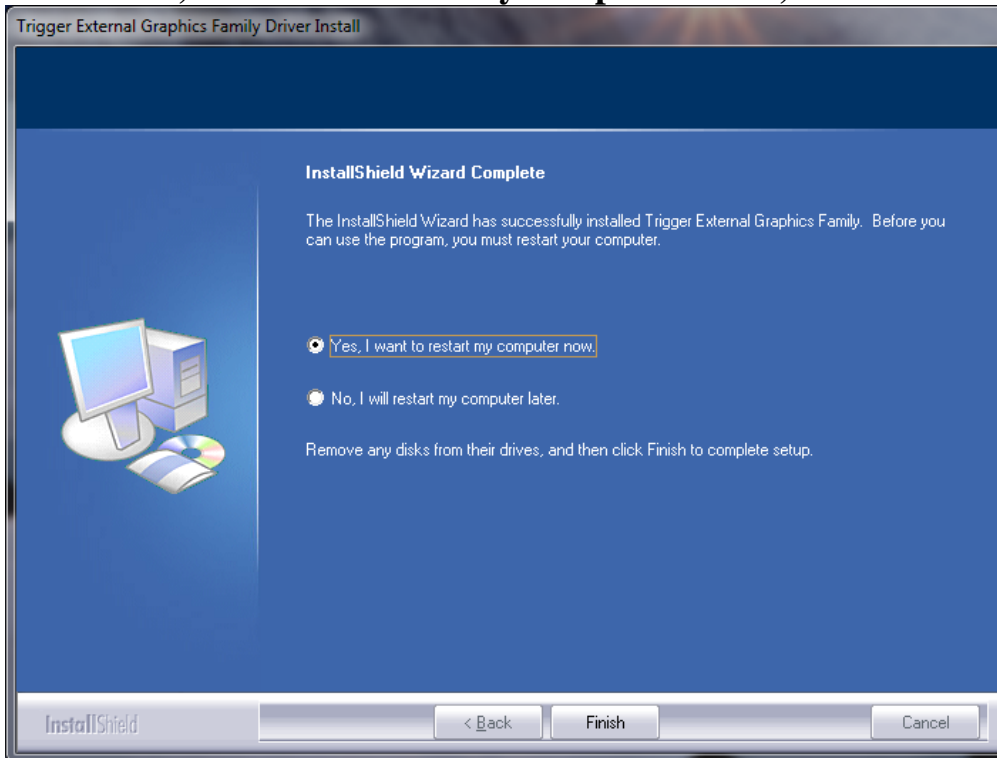 Trigger External Graphics Family Driver Install
InstallShield Wizard Complete
The InstallShield Wizard has successfully installed Trigger External Graphics Family. Before you
can use the program, you must restart your computer.
Yes, I want to restart my computer now.
No, I will restart my computer later.
Remove any disks from their drives, and then click Finish to complete setup.
InstallShield
< Back
Finish
Cancel